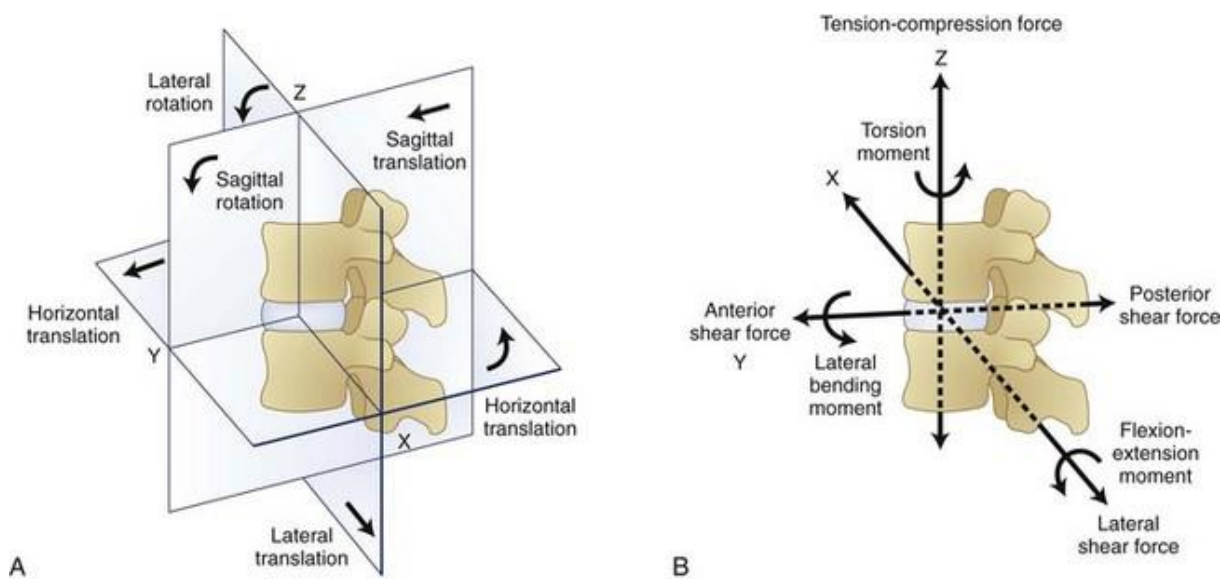 Lateral
rotation
Z
Sagittal
translation
Sagittal
rotation
Horizontal
translation
Y
X
Horizontal
translation
Lateral
translation
A
Tension-compression force
Z
Torsion
moment
X
Anterior
shear force
Y
Posterior
shear force
Lateral
bending
moment
Flexion-
extension
moment
Lateral
shear force
B